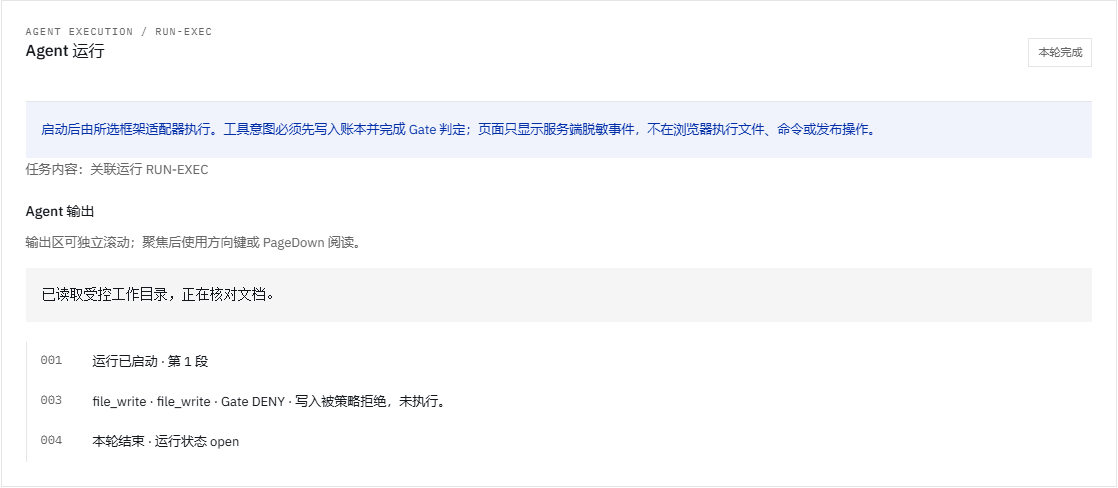 AGENT EXECUTION / RUN-EXEC
Agent 运行
本轮完成
启动后由所选框架适配器执行。工具意图必须先写入账本并完成 Gate 判定；页面只显示服务端脱敏事件，不在浏览器执行文件、命令或发布操作。
任务内容：关联运行 RUN-EXEC
Agent 输出
输出区可独立滚动；聚焦后使用方向键或 PageDown 阅读。
已读取受控工作目录，正在核对文档。
001 运行已启动 · 第 1 段
003 file_write · file_write · Gate DENY · 写入被策略拒绝，未执行。
004 本轮结束 · 运行状态 open